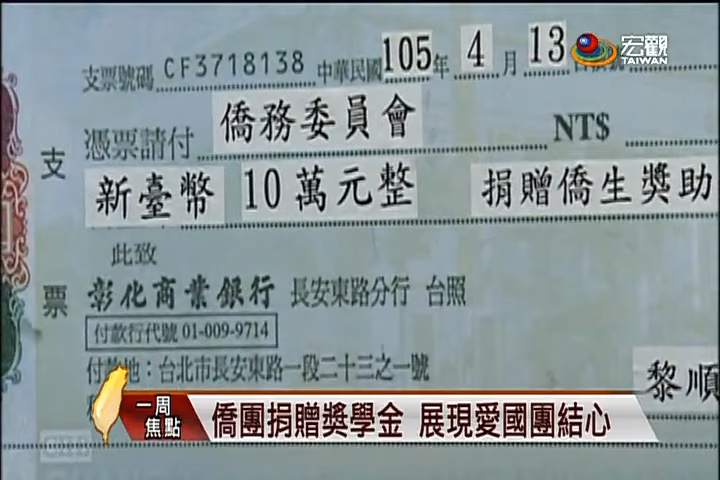 宏觀
TAIWAN
支票號碼 CF3718138 中華民國105年4月13日
憑票請付 僑務委員會 NT$
新臺幣 10萬元整 捐贈僑生獎助
支票
此致
彰化商業銀行 長安東路分行 台照
付款行代號 01-009-9714
付款地：台北市長安東路一段二十三之一號
黎順
一周
焦點
僑團捐贈獎學金 展現愛國團結心